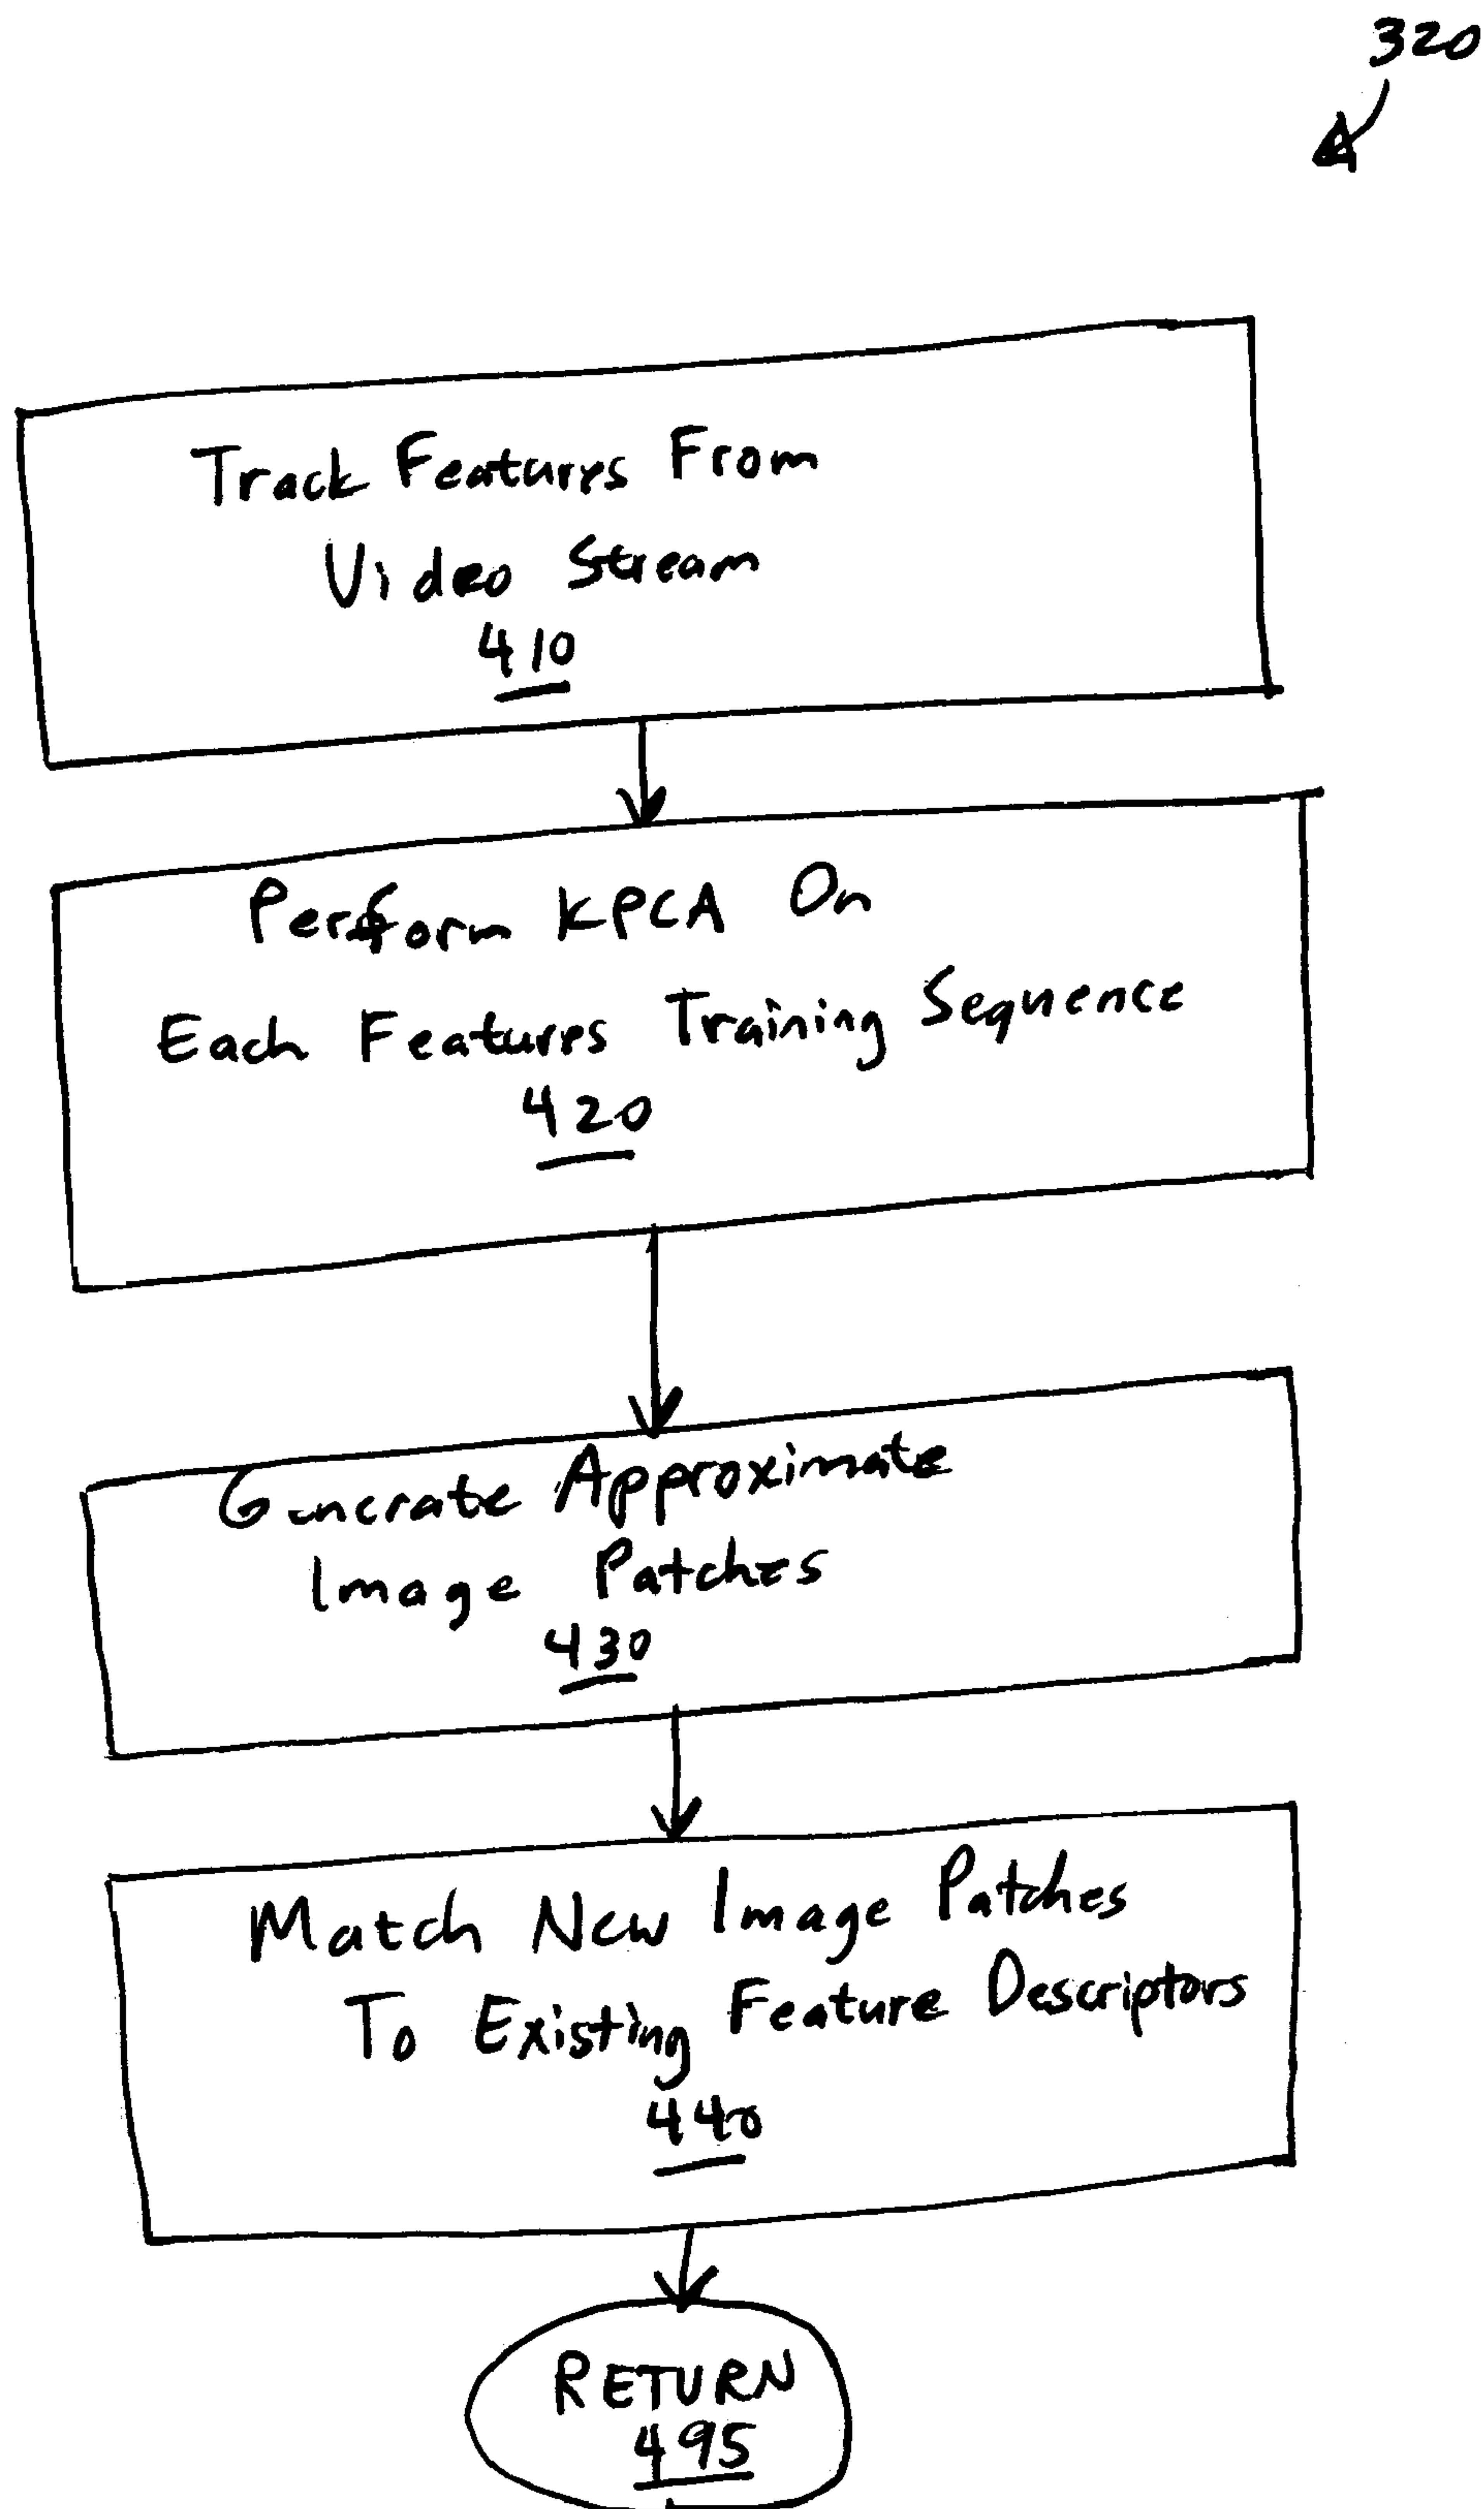 320
Track Features From
Video Stream
410
Perform KPCA On
Each Features Training Sequence
420
Generate Approximate
Image Patches
430
Match New Image Patches
To Existing Feature Descriptors
440
RETURN
495